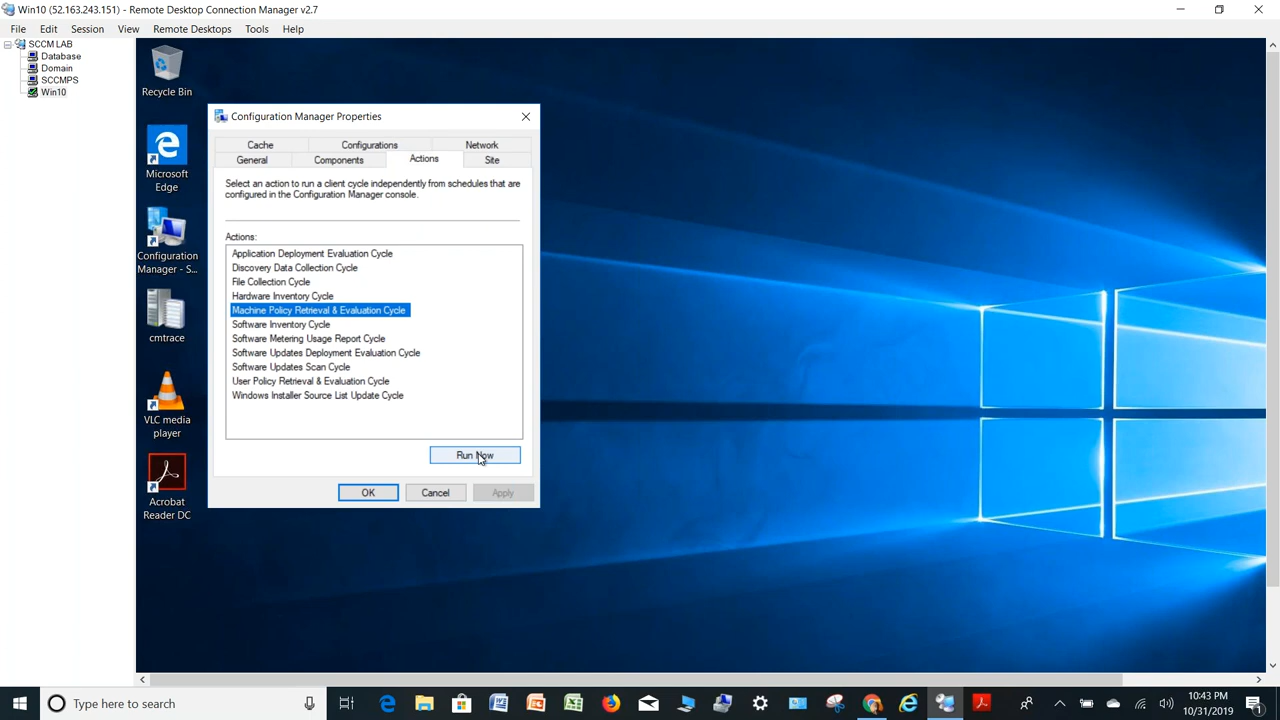 Win10 (52.163.243.151) - Remote Desktop Connection Manager v2.7
File Edit Session View Remote Desktops Tools Help
SCCM LAB
Database
Domain
SCCMPS
Win10
Recycle Bin
Microsoft
Edge
Configuration
Manager - S...
cmtrace
VLC media
player
Acrobat
Reader DC
Configuration Manager Properties
Cache Configurations Network
General Components Actions Site
Select an action to run a client cycle independently from schedules that are
configured in the Configuration Manager console.
Actions:
Application Deployment Evaluation Cycle
Discovery Data Collection Cycle
File Collection Cycle
Hardware Inventory Cycle
Machine Policy Retrieval & Evaluation Cycle
Software Inventory Cycle
Software Metering Usage Report Cycle
Software Updates Deployment Evaluation Cycle
Software Updates Scan Cycle
User Policy Retrieval & Evaluation Cycle
Windows Installer Source List Update Cycle
Run Now
OK Cancel Apply
Type here to search
10:43 PM
10/31/2019